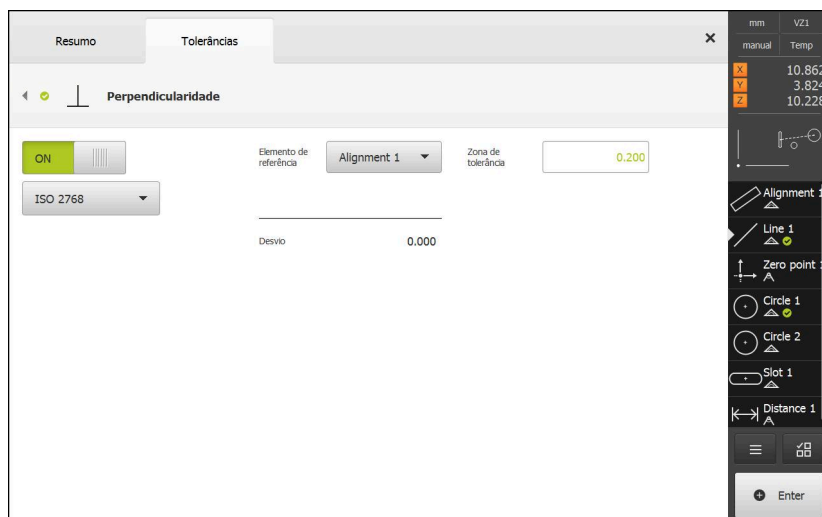 Resumo
Tolerâncias
mm
VZ1
manual
Temp
X 10.862
Y 3.824
Z 10.228
Perpendicularidade
ON
Elemento de
referência
Alignment 1
Zona de
tolerância
0.200
ISO 2768
Desvio
0.000
Alignment 1
Line 1
Zero point
Circle 1
Circle 2
Slot 1
Distance 1
Enter